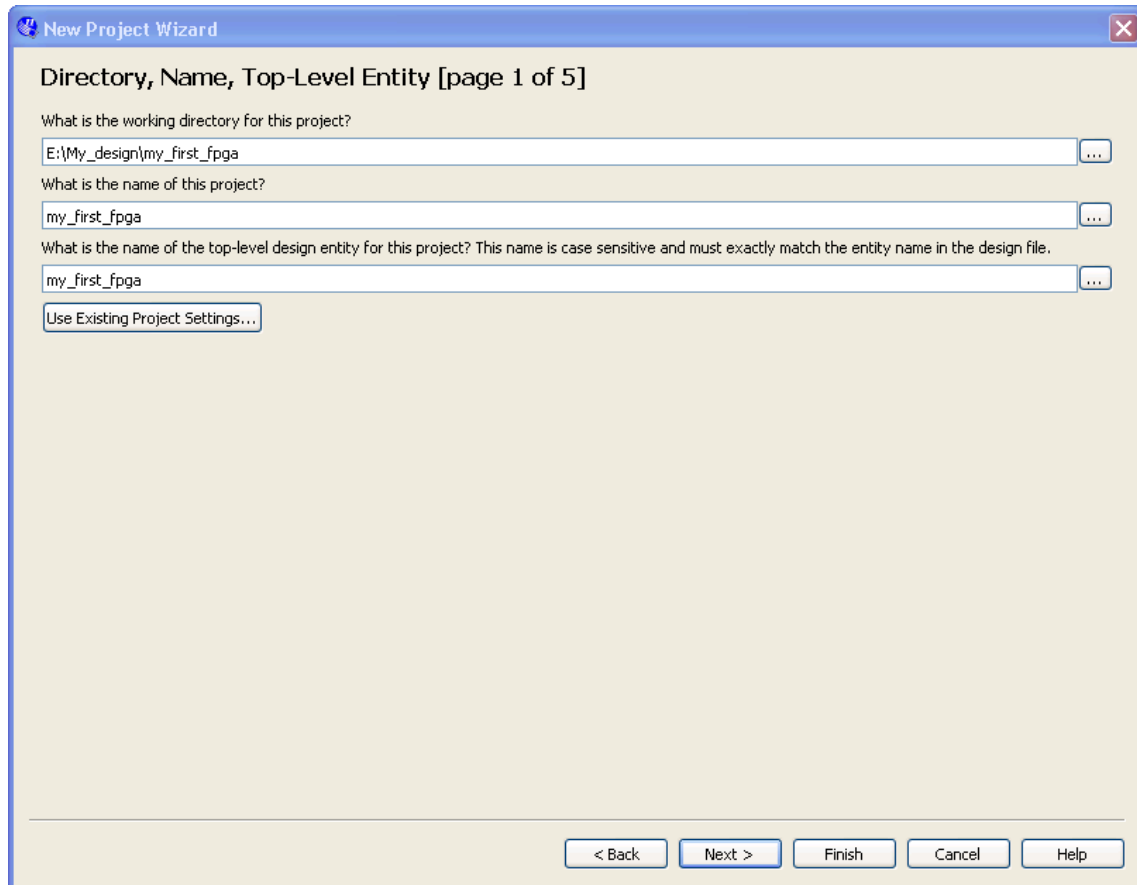 New Project Wizard
Directory, Name, Top-Level Entity [page 1 of 5]
What is the working directory for this project?
E:\My_design\my_first_fpga
...
What is the name of this project?
my_first_fpga
...
What is the name of the top-level design entity for this project? This name is case sensitive and must exactly match the entity name in the design file.
my_first_fpga
...
Use Existing Project Settings...
< Back Next > Finish Cancel Help